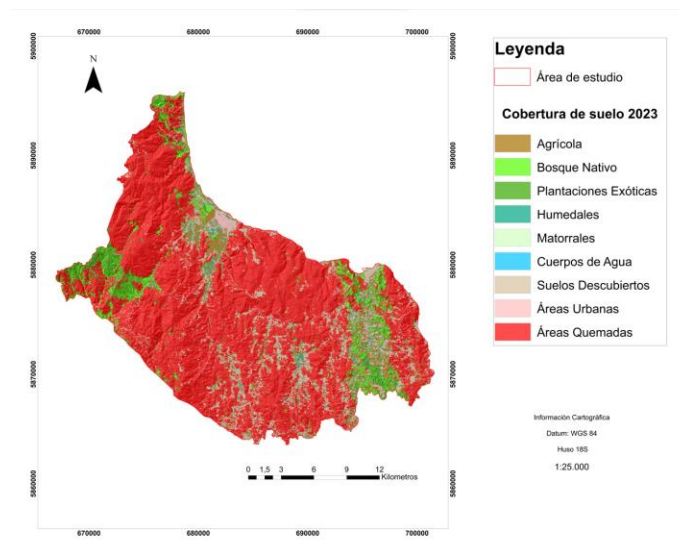 670000 680000 690000 700000
5900000
5890000
5880000
5870000
5860000
N
5900000
5890000
5880000
5870000
5860000
0 1,5 3 6 9 12
Kilometros
670000 680000 690000 700000
Leyenda
Área de estudio
Cobertura de suelo 2023
Agrícola
Bosque Nativo
Plantaciones Exóticas
Humedales
Matorrales
Cuerpos de Agua
Suelos Descubiertos
Áreas Urbanas
Áreas Quemadas
Información Cartográfica
Datum: WGS 84
Huso 18S
1:25.000